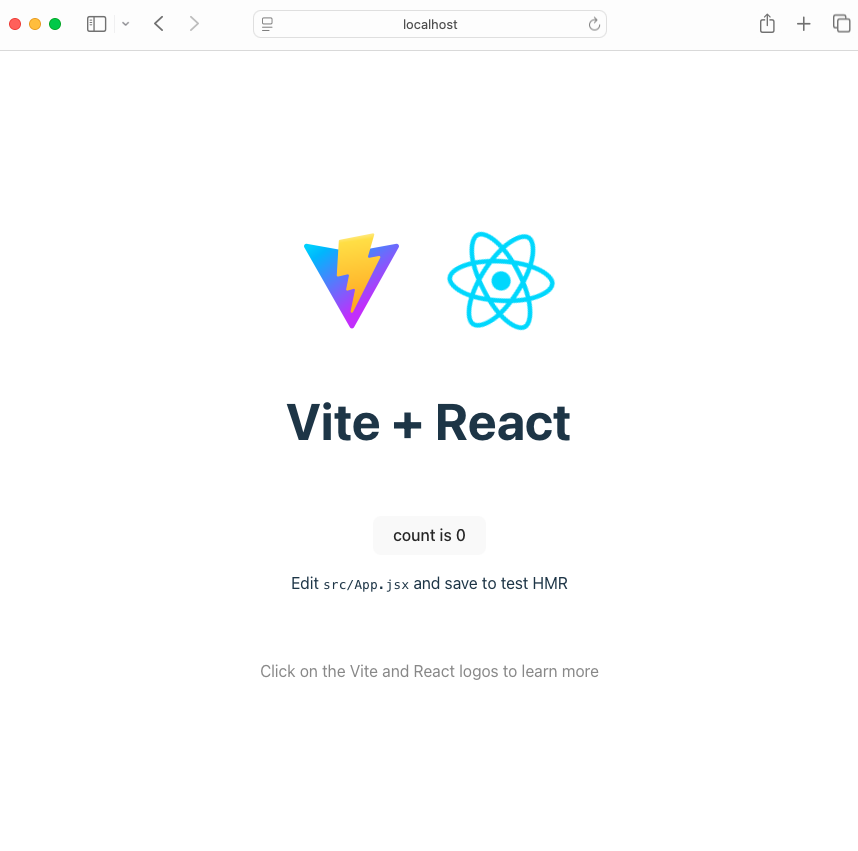 localhost
Vite + React
count is 0
Edit src/App.jsx and save to test HMR
Click on the Vite and React logos to learn more